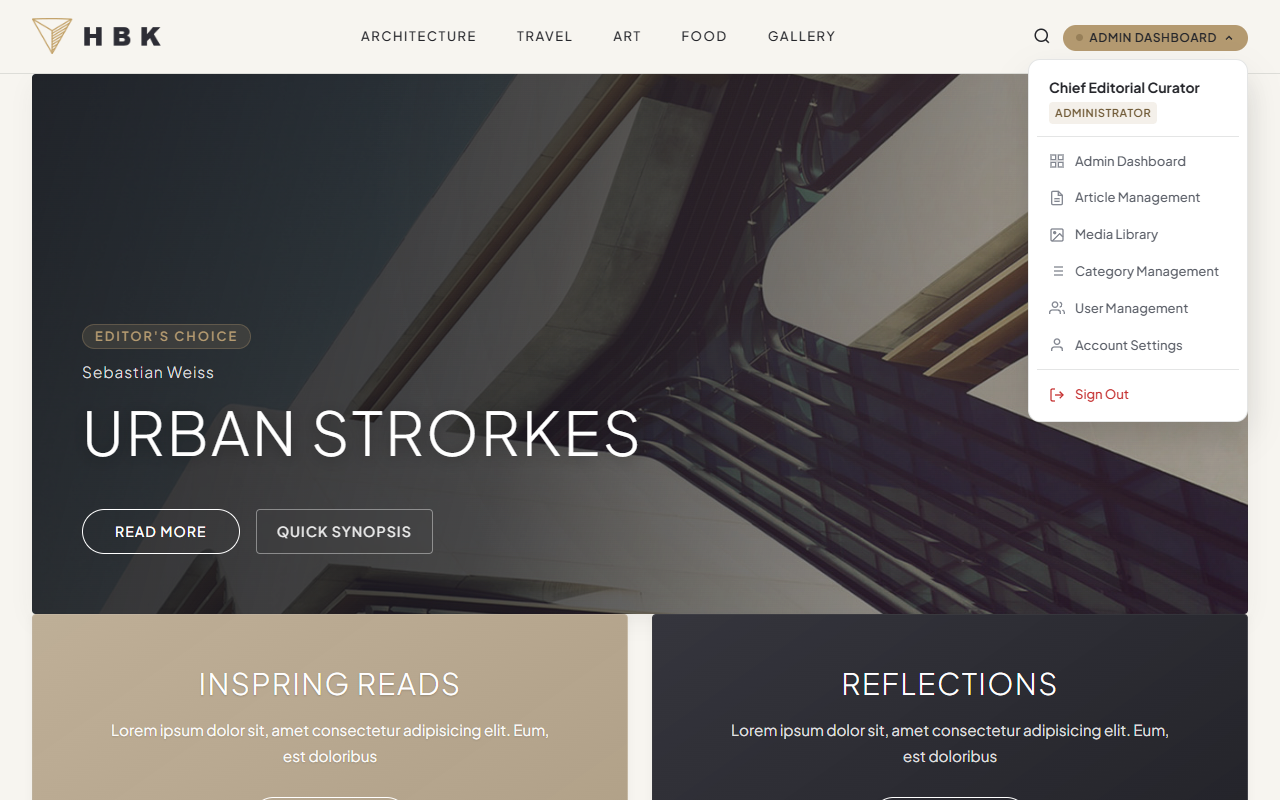 HBK
ARCHITECTURE
TRAVEL
ART
FOOD
GALLERY
ADMIN DASHBOARD
Chief Editorial Curator
ADMINISTRATOR
Admin Dashboard
Article Management
Media Library
Category Management
User Management
Account Settings
Sign Out
EDITOR'S CHOICE
Sebastian Weiss
URBAN STRORKES
READ MORE
QUICK SYNOPSIS
INSPRING READS
Lorem ipsum dolor sit, amet consectetur adipisicing elit. Eum,
est doloribus
REFLECTIONS
Lorem ipsum dolor sit, amet consectetur adipisicing elit. Eum,
est doloribus